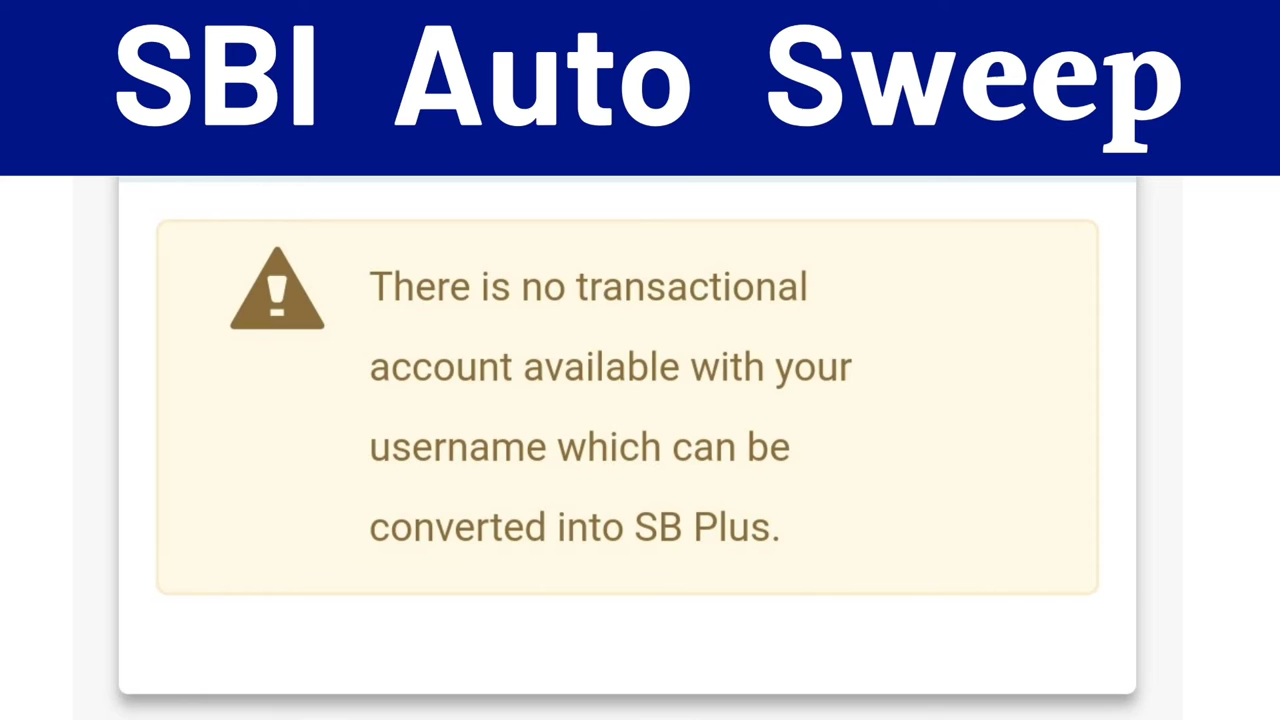 SBI Auto Sweep
There is no transactional
account available with your
username which can be
converted into SB Plus.